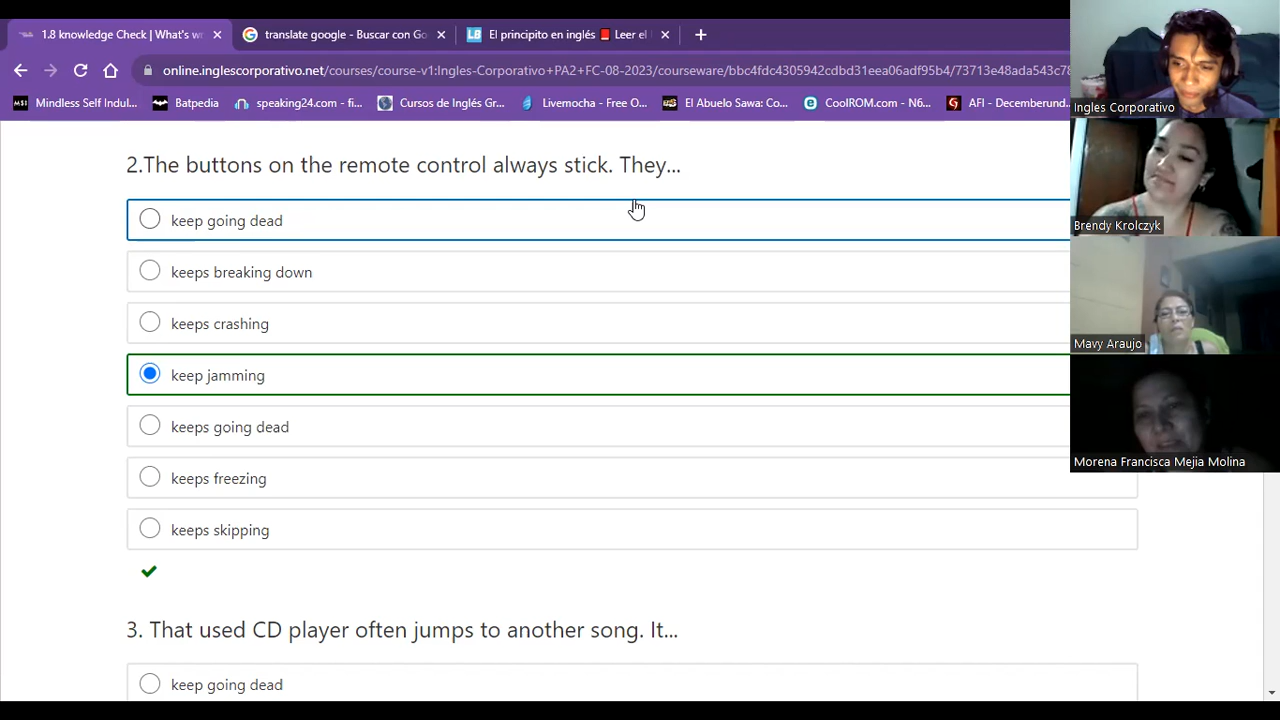 1.8 knowledge Check | What's wr
translate google - Buscar con Go
El principito en inglés 📕 Leer el
online.inglescorporativo.net/courses/course-v1:Ingles-Corporativo+PA2+FC-08-2023/courseware/bbc4fdc4305942cdbd31eea06adf95b4/73713e48ada543c78
Mindless Self Indul...
Batpedia
speaking24.com - fi...
Cursos de Inglés Gr...
Livemocha - Free O...
El Abuelo Sawa: Co...
CoolROM.com - N6...
AFI - Decemberund...
2.The buttons on the remote control always stick. They...
keep going dead
keeps breaking down
keeps crashing
keep jamming
keeps going dead
keeps freezing
keeps skipping
3. That used CD player often jumps to another song. It...
keep going dead
Ingles Corporativo
Brendy Krolczyk
Mavy Araujo
Morena Francisca Mejia Molina